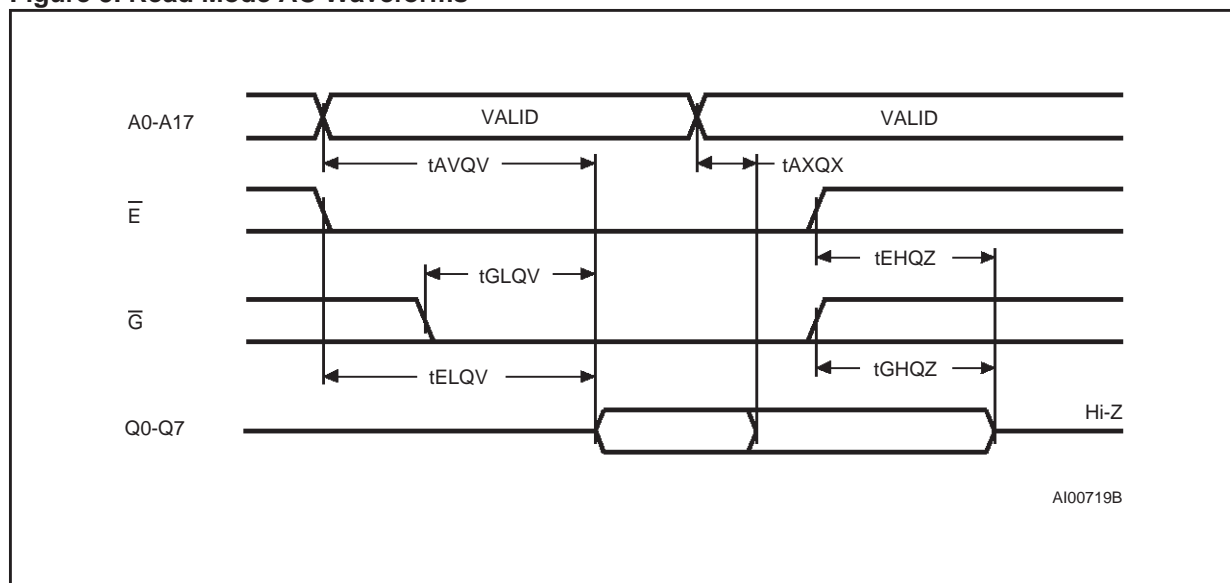 Figure 5. Read Mode AC Waveforms
A0-A17
VALID
VALID
tAVQV
tAXQX
E
tEHQZ
tGLQV
G
tGHQZ
tELQV
Q0-Q7
Hi-Z
AI00719B